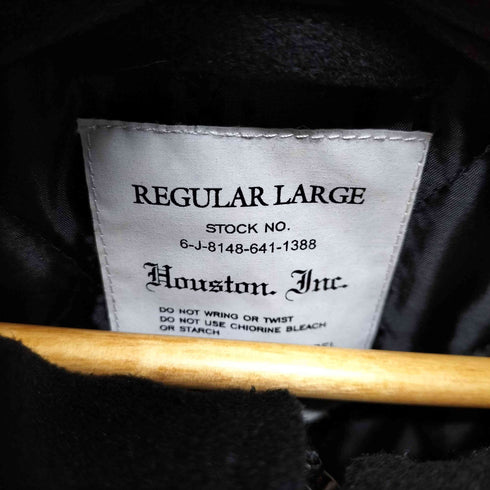 REGULAR LARGE
STOCK NO.
6-J-8148-641-1388
Houston. Inc.
DO NOT WRING OR TWIST
DO NOT USE CHIORINE BLEACH
OR STARCH